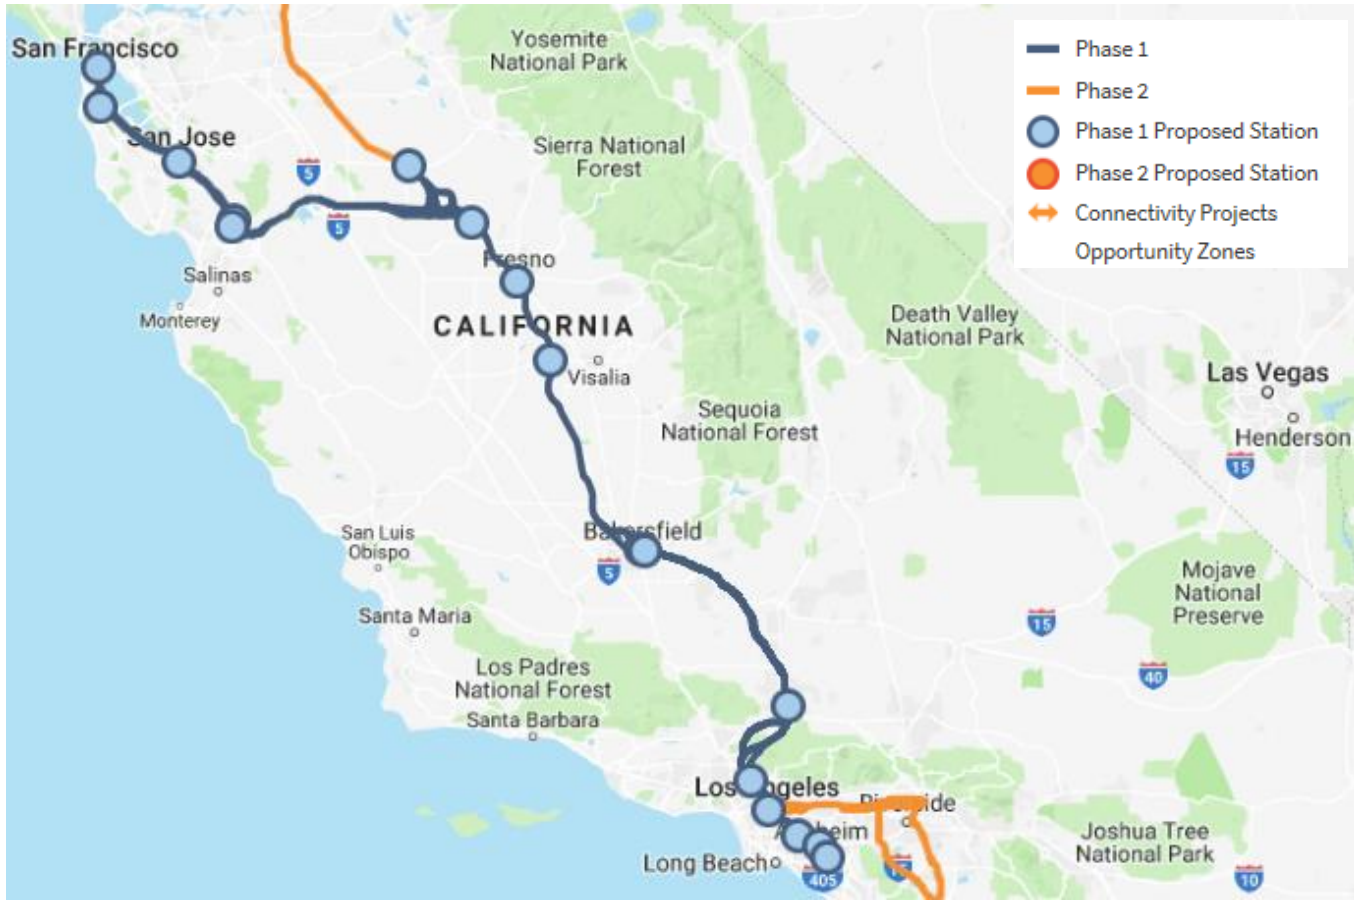 San Francisco
Yosemite
National Park
Phase 1
Phase 2
Phase 1 Proposed Station
Phase 2 Proposed Station
Connectivity Projects
Opportunity Zones
San Jose
Sierra National
Forest
5
5
Salinas
Monterey
Fresno
CALIFORNIA
Visalia
Death Valley
National Park
Las Vegas
Henderson
15
Sequoia
National Forest
San Luis
Obispo
Bakersfield
5
Mojave
National
Preserve
15
Santa Maria
40
Los Padres
National Forest
Santa Barbara
Los Angeles
Riverside
Anaheim
Joshua Tree
National Park
Long Beach
405
15
10